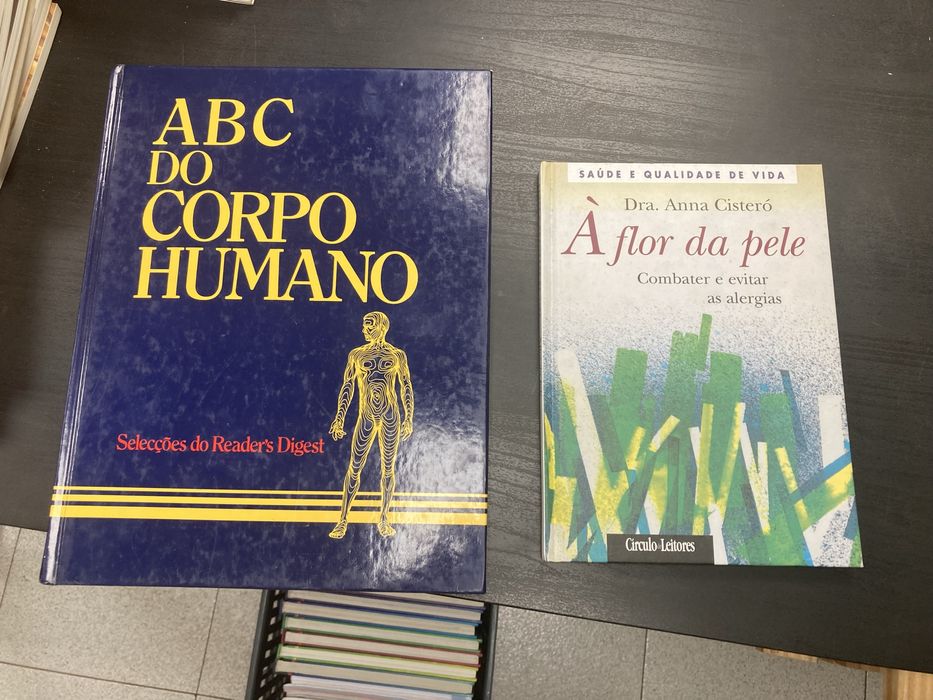 ABC
DO
CORPO
HUMANO
Selecções do Reader's Digest
SAÚDE E QUALIDADE DE VIDA
Dra. Anna Cisteró
À flor da pele
Combater e evitar
as alergias
Círculo de Leitores